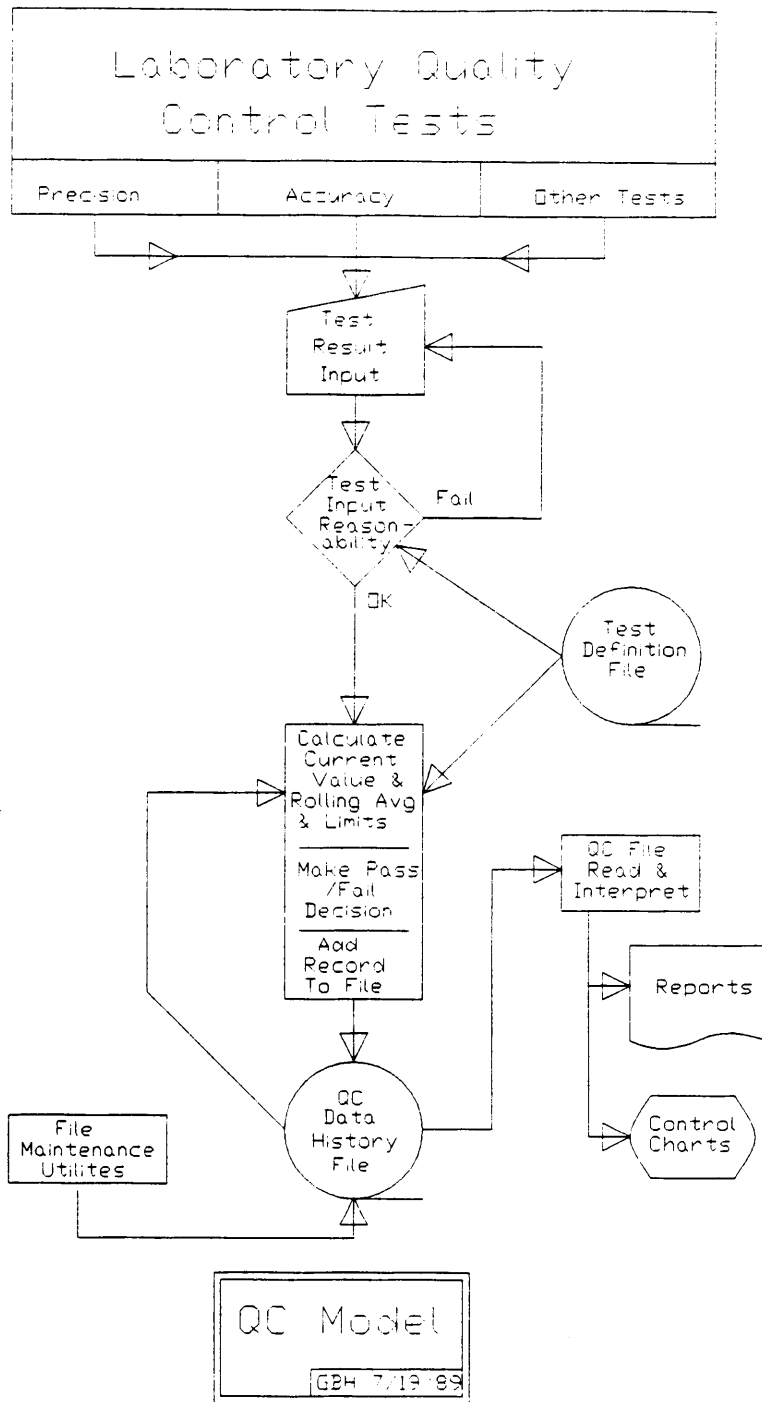 Laboratory Quality
Control Tests
Precision
Accuracy
Other Tests
Test
Result
Input
Test
Input
Reason-
ability
Fail
OK
Test
Definition
File
Calculate
Current
Value &
Rolling Avg
& Limits
Make Pass
/Fail
Decision
Add
Record
To File
QC File
Read &
Interpret
Reports
Control
Charts
QC
Data
History
File
File
Maintenance
Utilites
QC Model
GBH 7/19/89